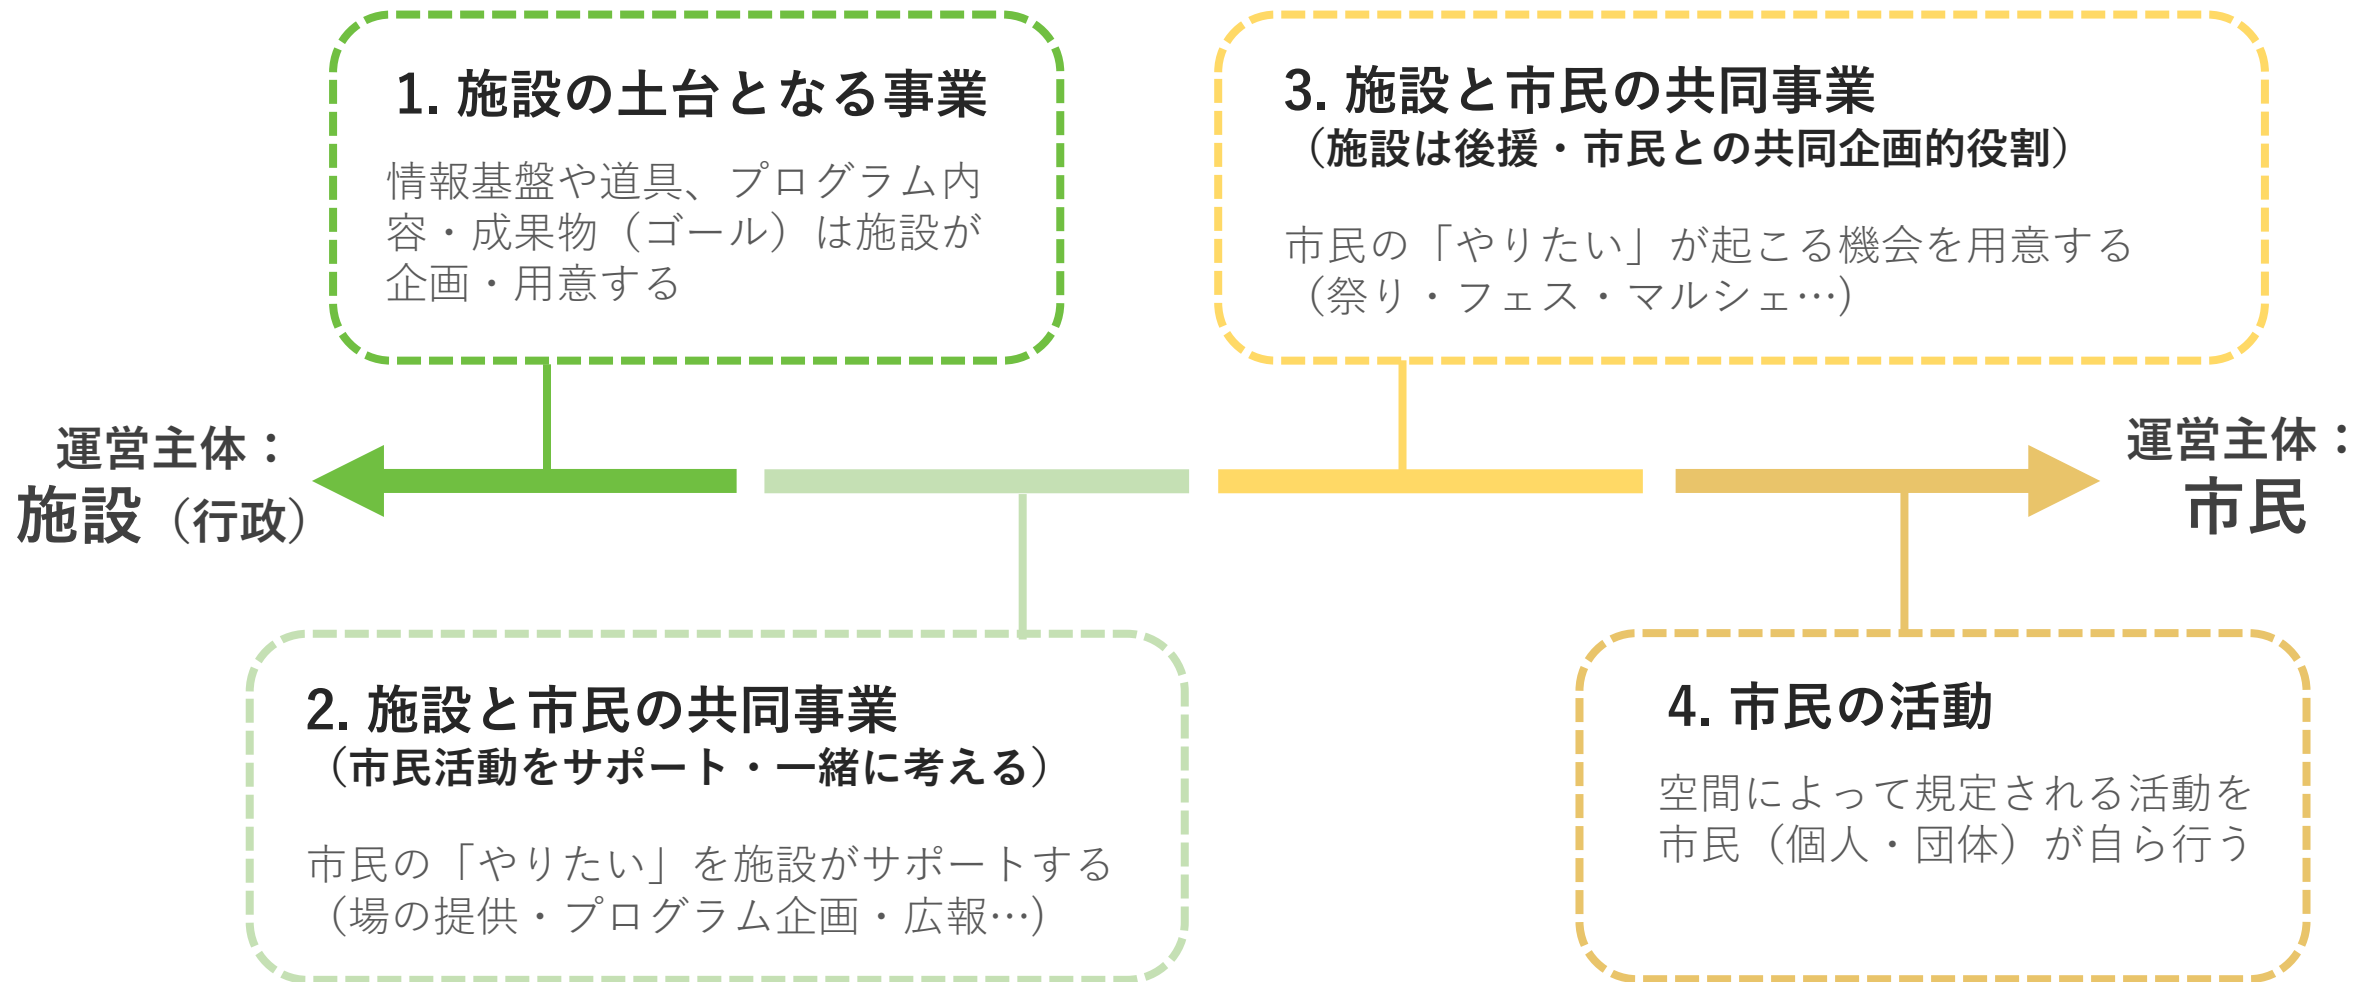 1. 施設の土台となる事業
情報基盤や道具、プログラム内
容・成果物（ゴール）は施設が
企画・用意する
3. 施設と市民の共同事業
（施設は後援・市民との共同企画的役割）
市民の「やりたい」が起こる機会を用意する
（祭り・フェス・マルシェ…）
運営主体：
施設（行政）
運営主体：
市民
2. 施設と市民の共同事業
（市民活動をサポート・一緒に考える）
市民の「やりたい」を施設がサポートする
（場の提供・プログラム企画・広報…）
4. 市民の活動
空間によって規定される活動を
市民（個人・団体）が自ら行う